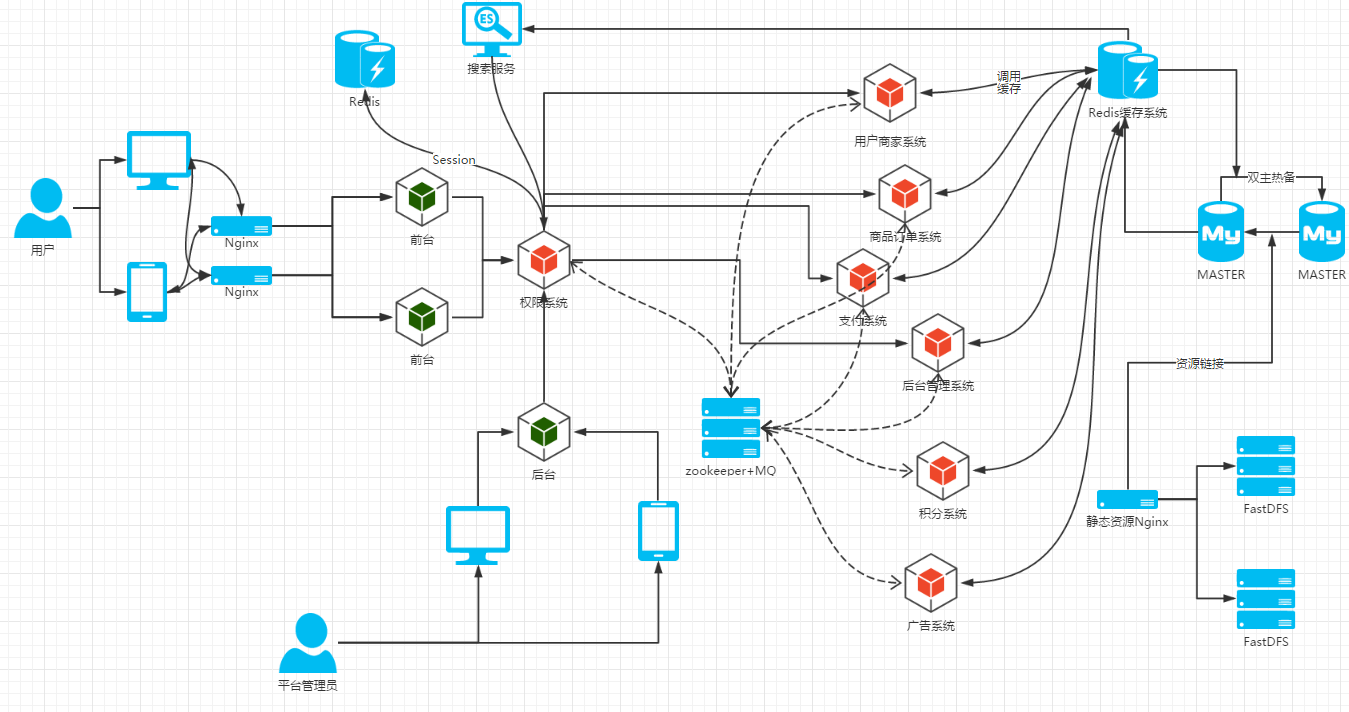 ES
搜索服务
Redis
调用
缓存
Redis缓存系统
用户商家系统
Session
双主热备
用户
Nginx
前台
商品订单系统
My
My
Nginx
权限系统
MASTER
MASTER
支付系统
前台
资源链接
后台管理系统
后台
zookeeper+MQ
积分系统
静态资源Nginx
FastDFS
广告系统
FastDFS
平台管理员